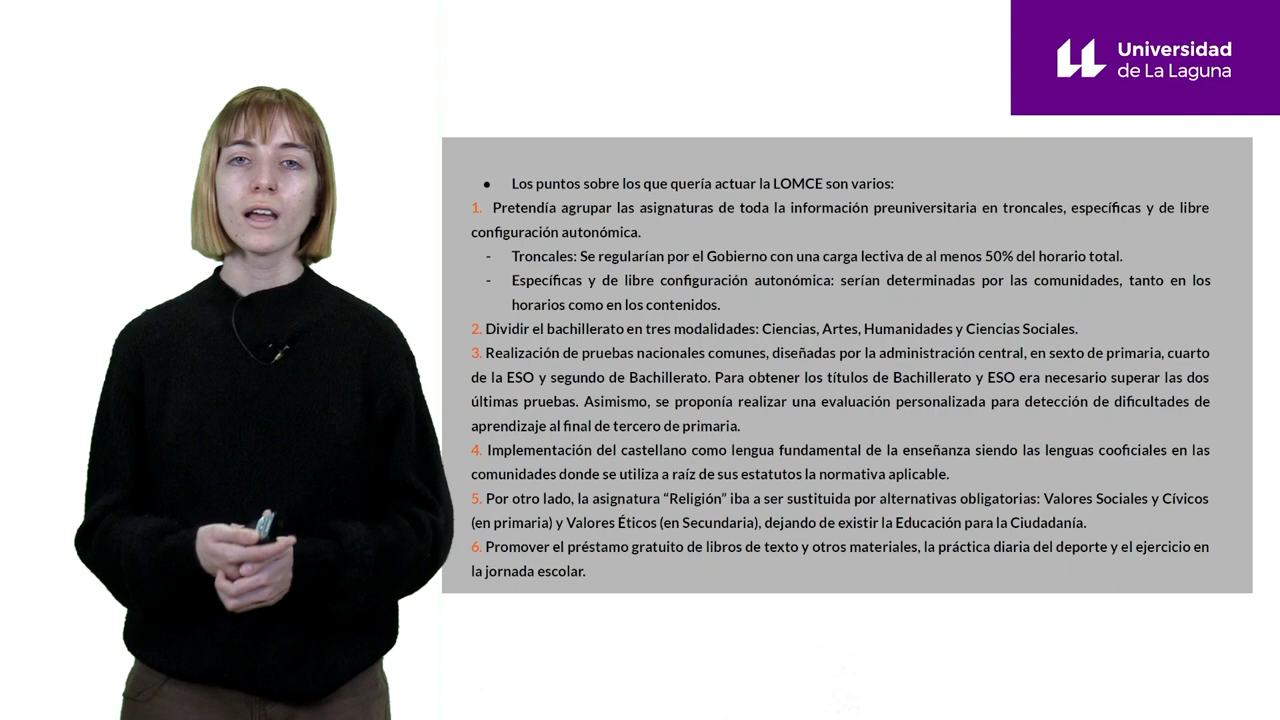 Universidad
de La Laguna
● Los puntos sobre los que quería actuar la LOMCE son varios:
1. Pretendía agrupar las asignaturas de toda la información preuniversitaria en troncales, específicas y de libre
configuración autonómica.
- Troncales: Se regularían por el Gobierno con una carga lectiva de al menos 50% del horario total.
- Específicas y de libre configuración autonómica: serían determinadas por las comunidades, tanto en los
horarios como en los contenidos.
2. Dividir el bachillerato en tres modalidades: Ciencias, Artes, Humanidades y Ciencias Sociales.
3. Realización de pruebas nacionales comunes, diseñadas por la administración central, en sexto de primaria, cuarto
de la ESO y segundo de Bachillerato. Para obtener los títulos de Bachillerato y ESO era necesario superar las dos
últimas pruebas. Asimismo, se proponía realizar una evaluación personalizada para detección de dificultades de
aprendizaje al final de tercero de primaria.
4. Implementación del castellano como lengua fundamental de la enseñanza siendo las lenguas cooficiales en las
comunidades donde se utiliza a raíz de sus estatutos la normativa aplicable.
5. Por otro lado, la asignatura “Religión” iba a ser sustituida por alternativas obligatorias: Valores Sociales y Cívicos
(en primaria) y Valores Éticos (en Secundaria), dejando de existir la Educación para la Ciudadanía.
6. Promover el préstamo gratuito de libros de texto y otros materiales, la práctica diaria del deporte y el ejercicio en
la jornada escolar.